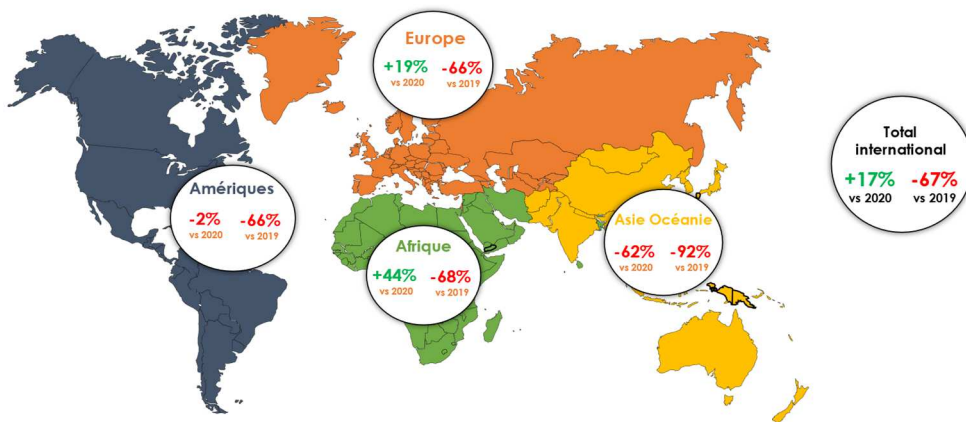 Europe
+19% -66%
vs 2020 vs 2019
Total
international
+17% -67%
vs 2020 vs 2019
Amériques
-2% -66%
vs 2020 vs 2019
Afrique
+44% -68%
vs 2020 vs 2019
Asie Océanie
-62% -92%
vs 2020 vs 2019